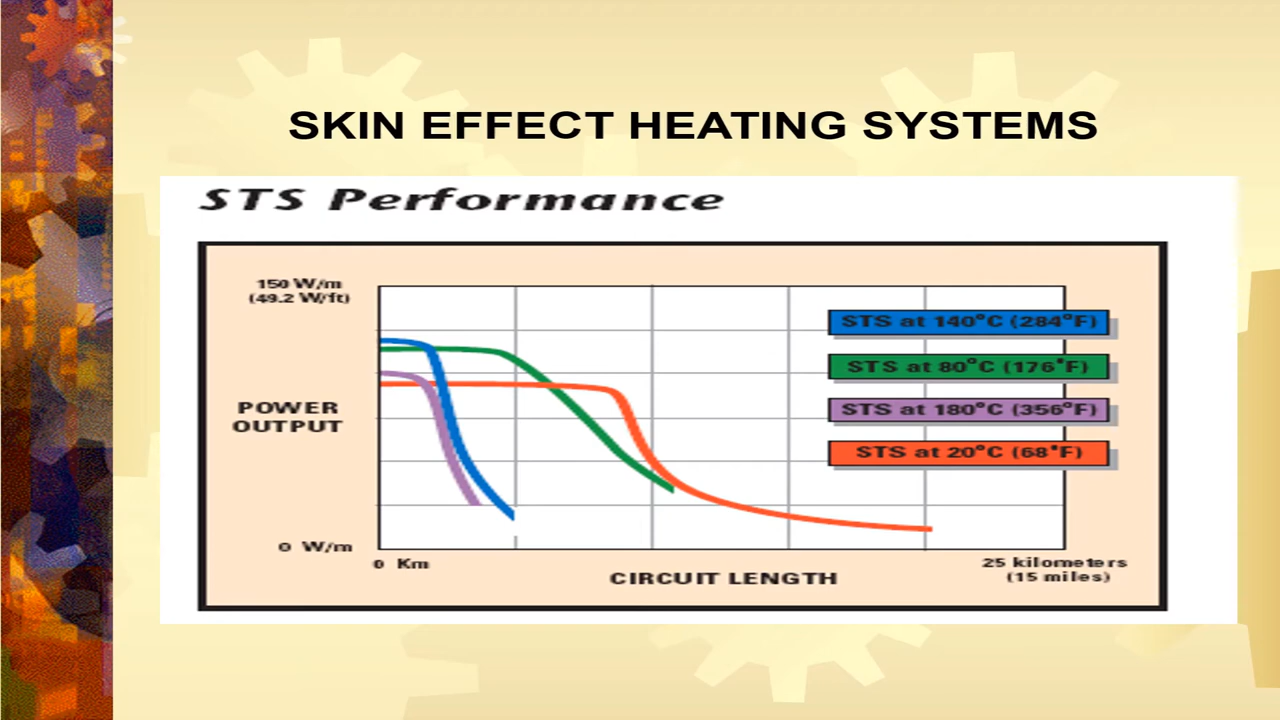 SKIN EFFECT HEATING SYSTEMS
STS Performance
150 W/m
(49.2 W/ft)
STS at 140°C (284°F)
STS at 80°C (176°F)
POWER
OUTPUT
STS at 180°C (356°F)
STS at 20°C (68°F)
0 W/m
0 Km
CIRCUIT LENGTH
25 kilometers
(15 miles)